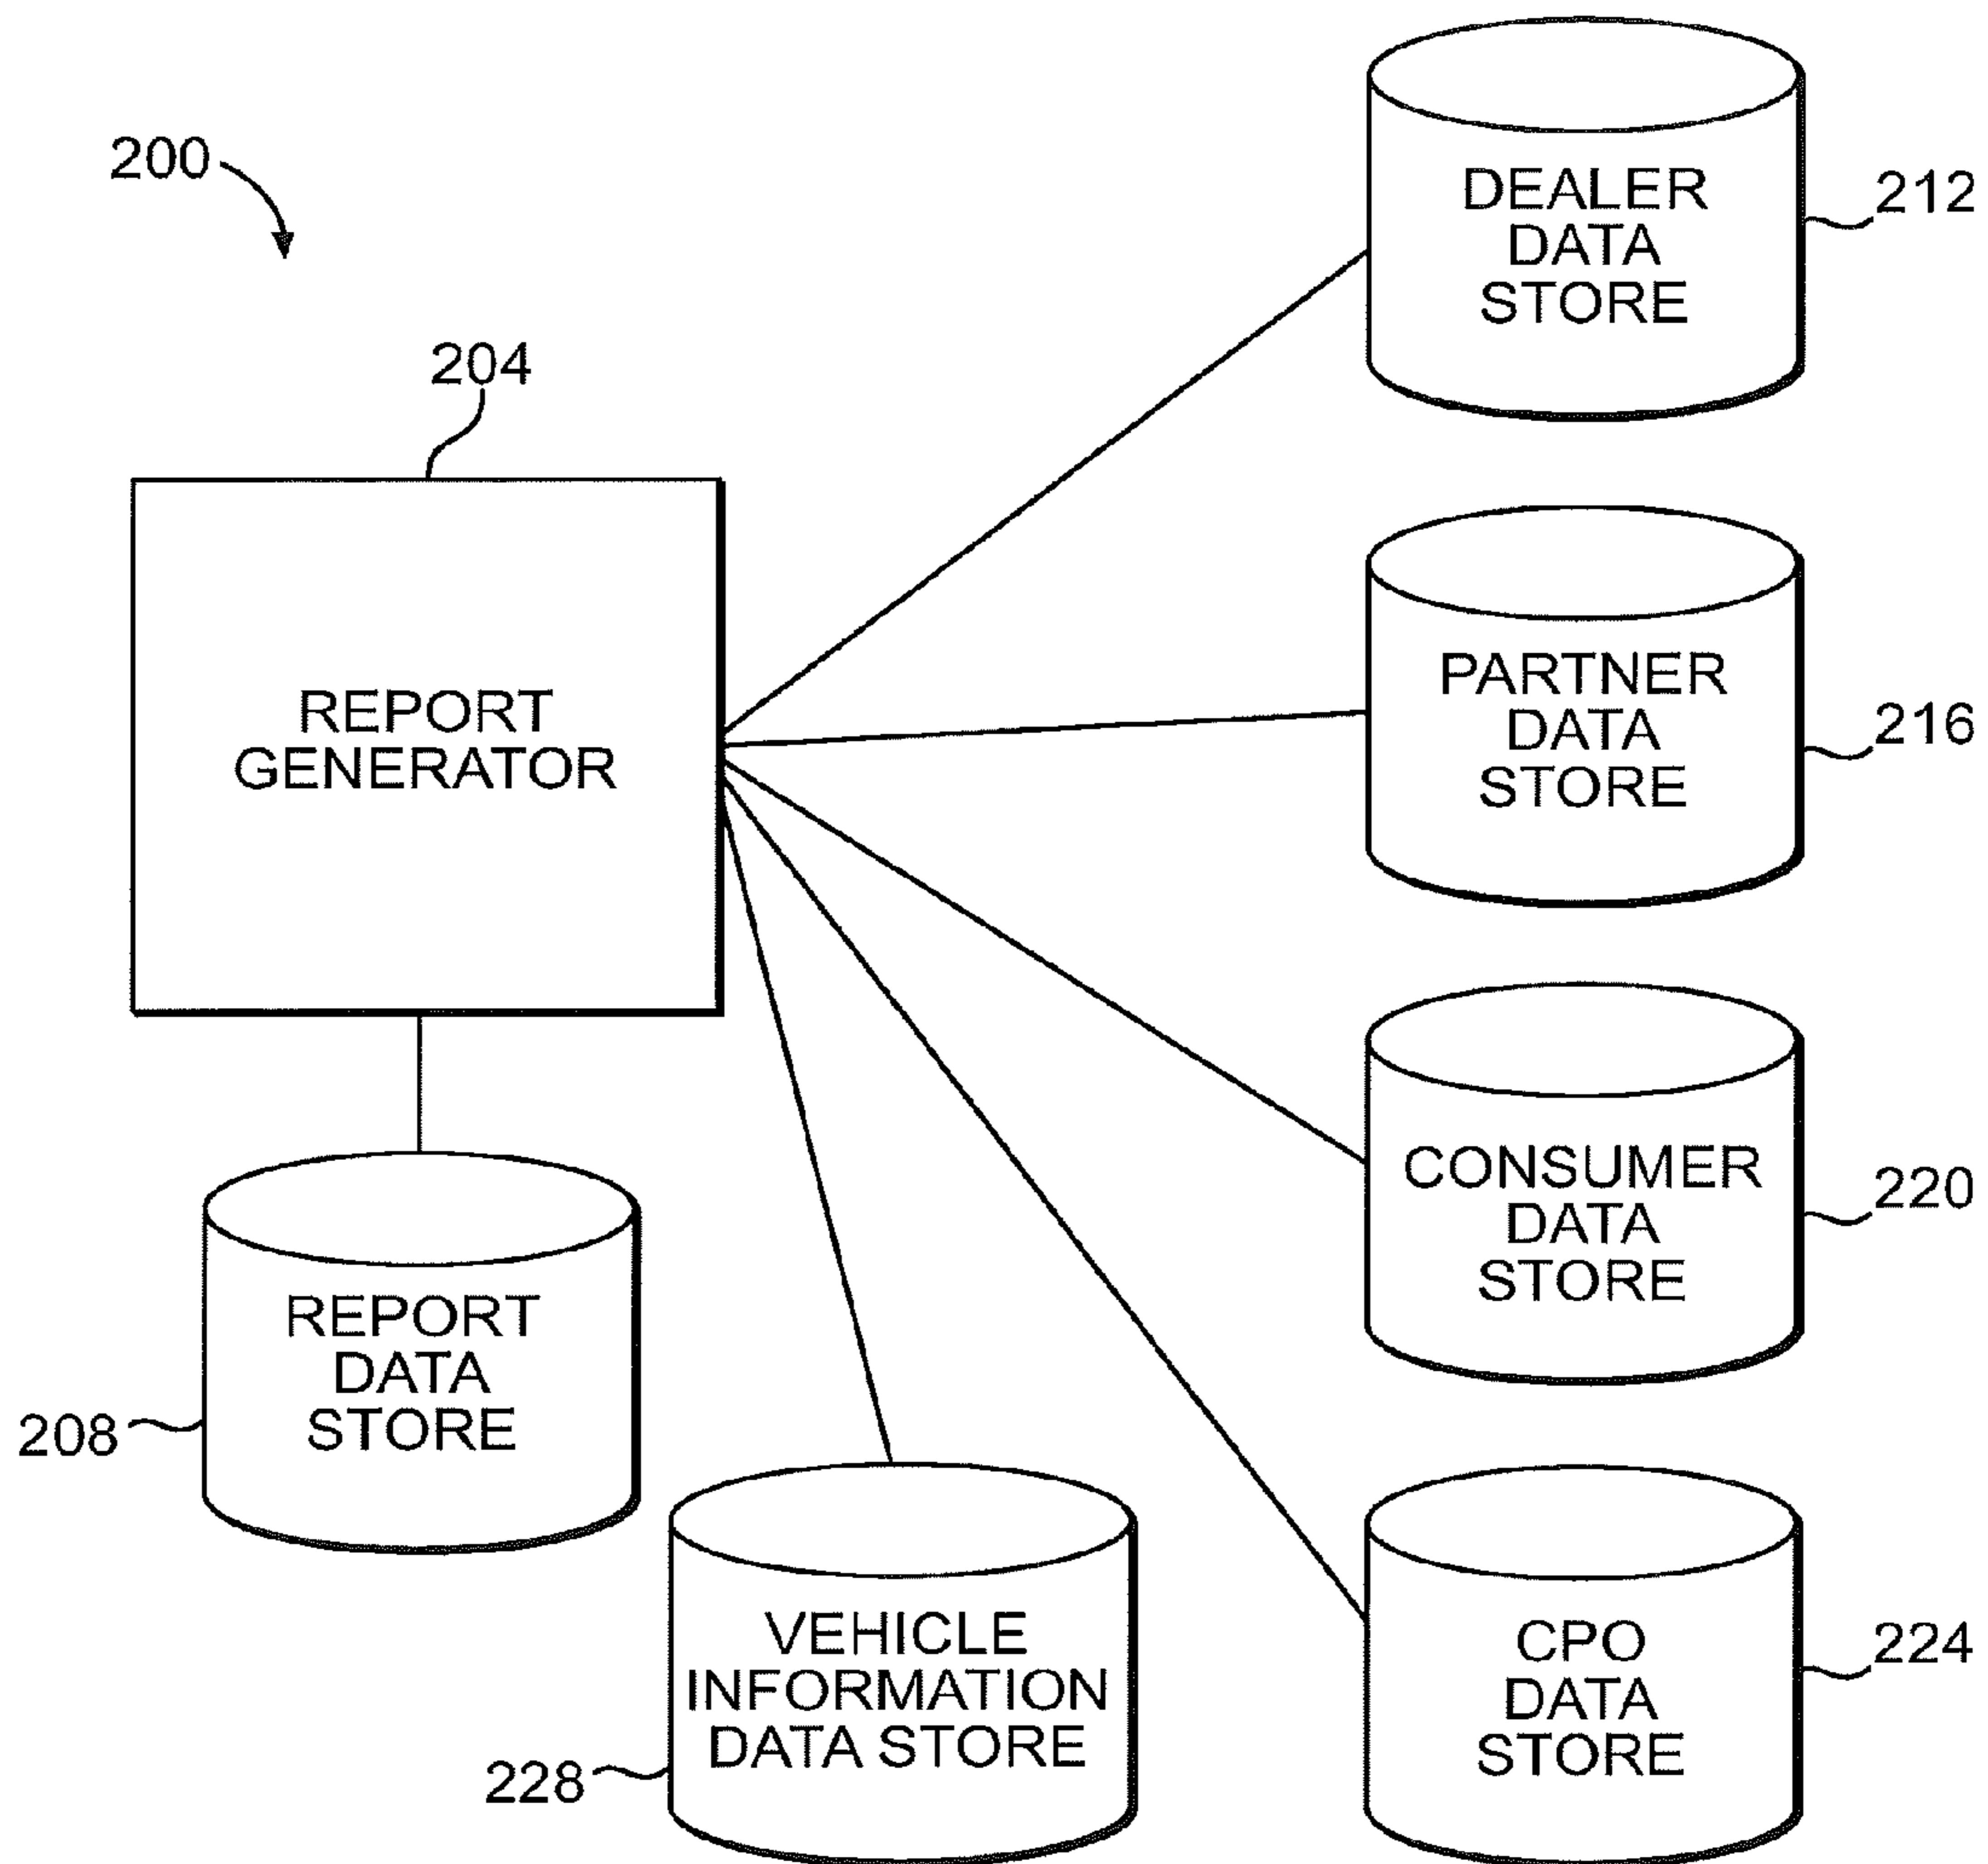 200
204
REPORT
GENERATOR
208
REPORT
DATA
STORE
DEALER
DATA
STORE
212
PARTNER
DATA
STORE
216
CONSUMER
DATA
STORE
220
CPO
DATA
STORE
224
VEHICLE
INFORMATION
DATA STORE
228